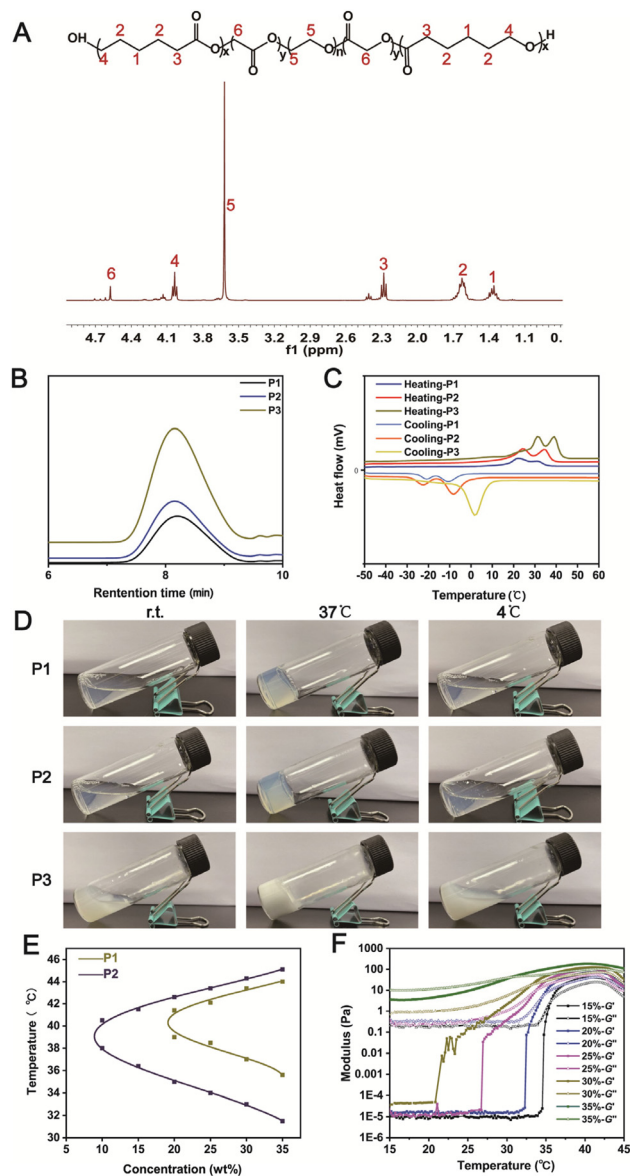 A
OH 4 2 1 2 3 O O x 6 O y 5 5 O n O 6 O y O 3 2 1 2 4 O x H
6
4
5
3
2
1
4.7 4.4 4.1 3.8 3.5 3.2 2.9 2.6 2.3 2.0 1.7 1.4 1.1 0.
f1 (ppm)
B
P1
P2
P3
6 7 8 9 10
Rentention time (min)
C
Heating-P1
Heating-P2
Heating-P3
Cooling-P1
Cooling-P2
Cooling-P3
Heat flow (mV)
0
-50 -40 -30 -20 -10 0 10 20 30 40 50 60
Temperature (℃)
D
r.t. 37℃ 4℃
P1
P2
P3
E
P1
P2
Temperature (℃)
46
44
42
40
38
36
34
32
30
5 10 15 20 25 30 35
Concentration (wt%)
F
15%-G'
15%-G''
20%-G'
20%-G''
25%-G'
25%-G''
30%-G'
30%-G''
35%-G'
35%-G''
Modulus (Pa)
1000
100
10
1
0.1
0.01
0.001
1E-4
1E-5
1E-6
15 20 25 30 35 40 45
Temperature(℃)